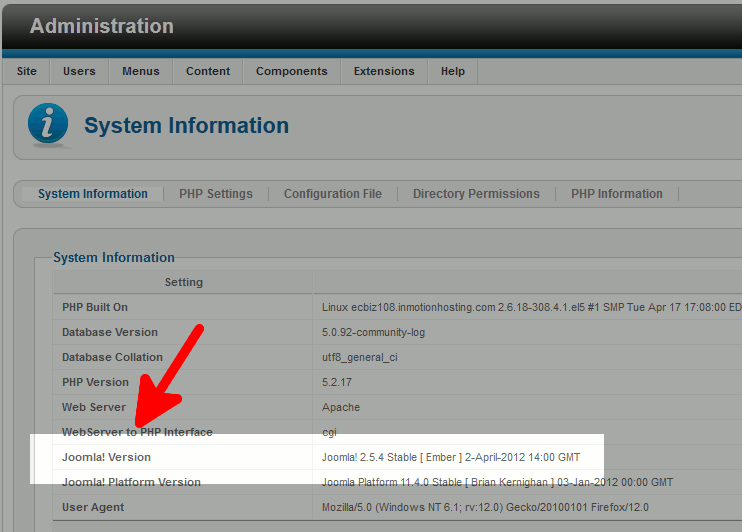 Administration
Site Users Menus Content Components Extensions Help
System Information
System Information PHP Settings Configuration File Directory Permissions PHP Information
System Information
Setting
PHP Built On Linux ecbiz108.inmotionhosting.com 2.6.18-308.4.1.el5 #1 SMP Tue Apr 17 17:08:00 ED
Database Version 5.0.92-community-log
Database Collation utf8_general_ci
PHP Version 5.2.17
Web Server Apache
WebServer to PHP Interface cgi
Joomla! Version Joomla! 2.5.4 Stable [ Ember ] 2-April-2012 14:00 GMT
Joomla! Platform Version Joomla Platform 11.4.0 Stable [ Brian Kernighan ] 03-Jan-2012 00:00 GMT
User Agent Mozilla/5.0 (Windows NT 6.1; rv:12.0) Gecko/20100101 Firefox/12.0